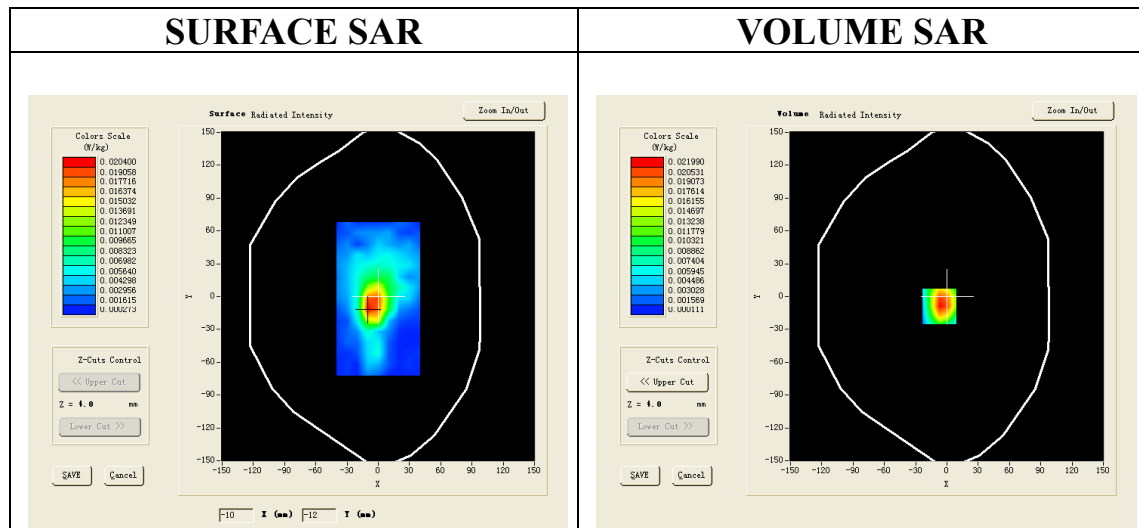 SURFACE SAR
VOLUME SAR
Surface Radiated Intensity
Zoom In/Out
Colors Scale
(W/kg)
0.020400
0.019058
0.017716
0.016374
0.015032
0.013691
0.012349
0.011007
0.009665
0.008323
0.006982
0.005640
0.004298
0.002956
0.001615
0.000273
150
120
90
60
30
0
-30
-60
-90
-120
-150
Y
-150 -120 -90 -60 -30 0 30 60 90 120 150
X
Z-Cuts Control
<< Upper Cut
Z = 4.0 mm
Lower Cut >>
SAVE Cancel
-10 X (mm) -12 Y (mm)
Volume Radiated Intensity
Zoom In/Out
Colors Scale
(W/kg)
0.021990
0.020531
0.019073
0.017614
0.016155
0.014697
0.013238
0.011779
0.010321
0.008862
0.007404
0.005945
0.004486
0.003028
0.001569
0.000111
150
120
90
60
30
0
-30
-60
-90
-120
-150
Y
-150 -120 -90 -60 -30 0 30 60 90 120 150
X
Z-Cuts Control
<< Upper Cut
Z = 4.0 mm
Lower Cut >>
SAVE Cancel